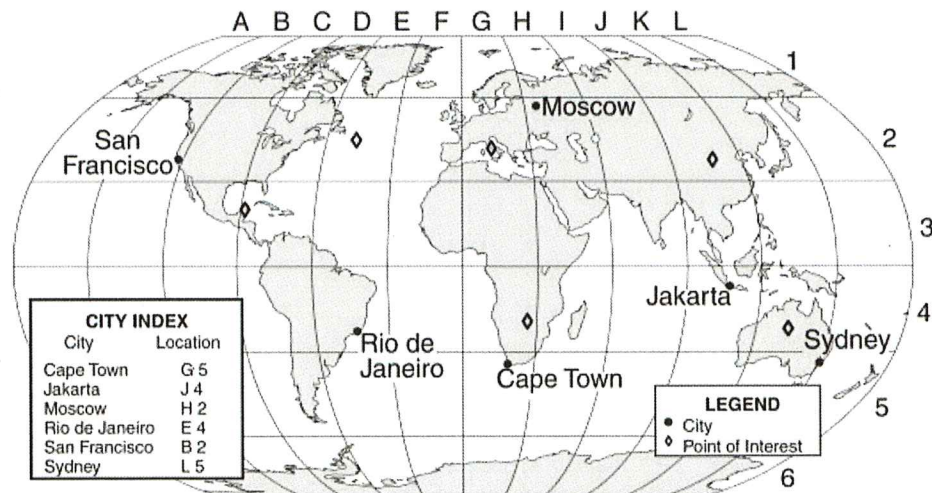 A B C D E F G H I J K L
1
Moscow
2
San
Francisco
3
Jakarta
4
Rio de
Janeiro
Sydney
Cape Town
5
6
CITY INDEX
City Location
Cape Town G 5
Jakarta J 4
Moscow H 2
Rio de Janeiro E 4
San Francisco B 2
Sydney L 5
LEGEND
City
Point of Interest